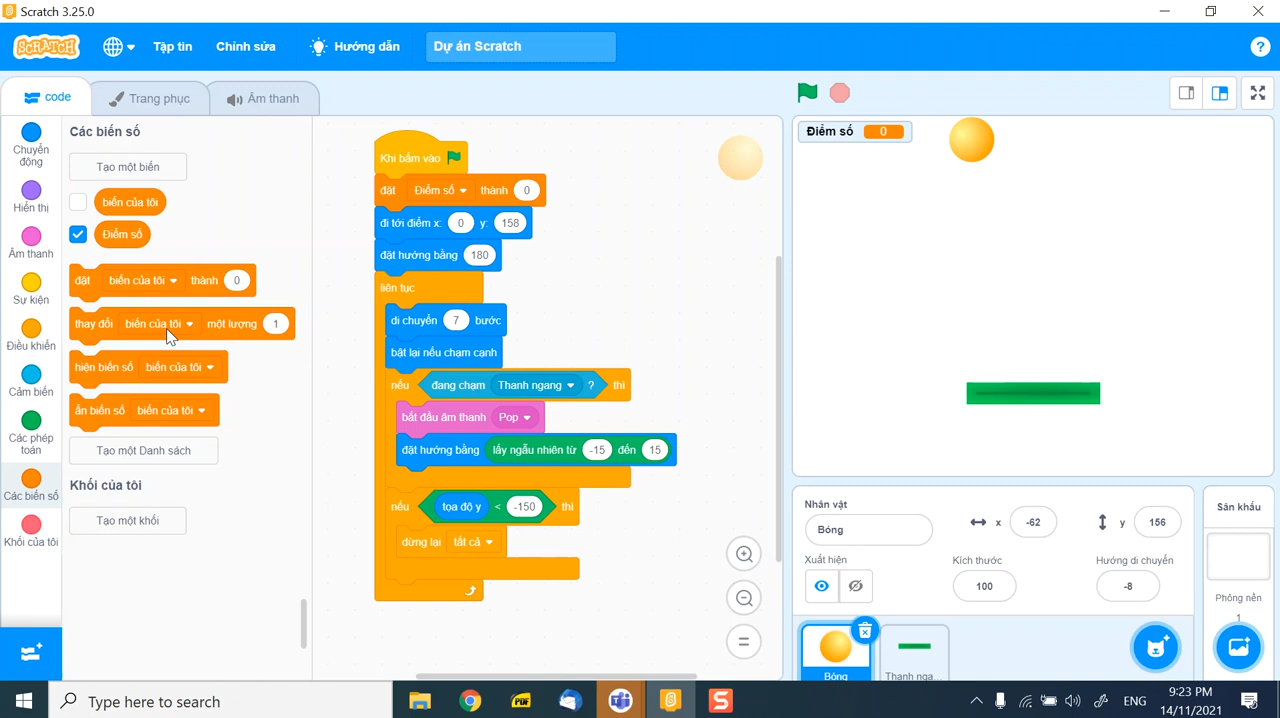 Scratch 3.25.0
SCRATCH
Tập tin
Chính sửa
Hướng dẫn
Dự án Scratch
?
code
Trang phục
Âm thanh
Chuyển động
Hiển thị
Âm thanh
Sự kiện
Điều khiển
Cảm biến
Các phép toán
Các biến số
Khối của tôi
Các biến số
Tạo một biến
biến của tôi
Điểm số
đặt biến của tôi thành 0
thay đổi biến của tôi một lượng 1
hiện biến số biến của tôi
ẩn biến số biến của tôi
Tạo một Danh sách
Khối của tôi
Tạo một khối
Khi bấm vào
đặt Điểm số thành 0
đi tới điểm x: 0 y: 158
đặt hướng bằng 180
liên tục
di chuyển 7 bước
bật lại nếu chạm cạnh
nếu đang chạm Thanh ngang ? thì
bắt đầu âm thanh Pop
đặt hướng bằng lấy ngẫu nhiên từ -15 đến 15
nếu tọa độ y < -150 thì
dừng lại tất cả
Điểm số 0
Nhân vật
Bóng
x -62
y 156
Xuất hiện
Kích thước
100
Hướng di chuyển
-8
Bóng
Thanh nga...
Sân khấu
Phông nền
1
Type here to search
PDF
S
ENG
9:23 PM
14/11/2021